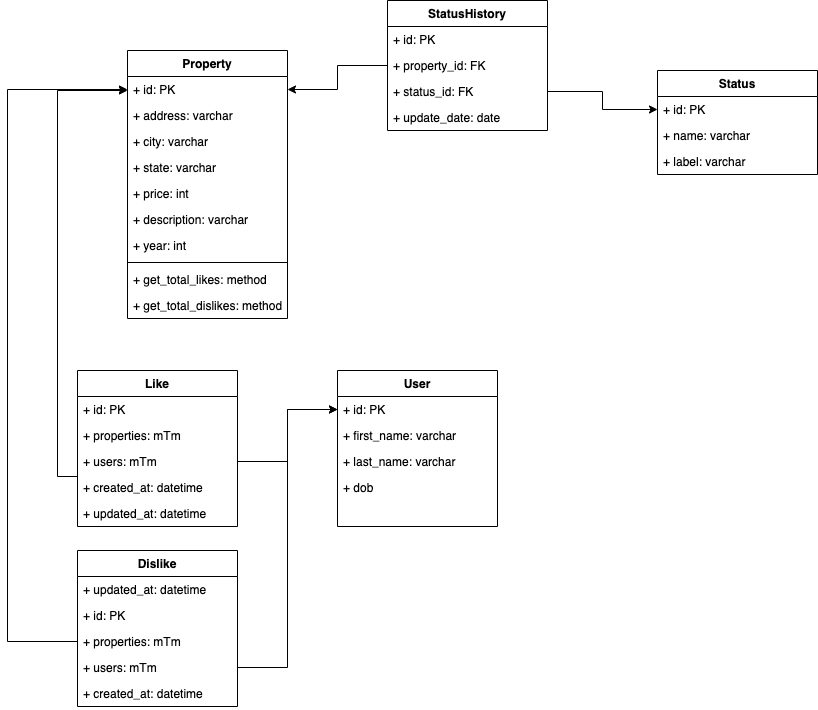 StatusHistory
+ id: PK
+ property_id: FK
+ status_id: FK
+ update_date: date
Property
+ id: PK
+ address: varchar
+ city: varchar
+ state: varchar
+ price: int
+ description: varchar
+ year: int
+ get_total_likes: method
+ get_total_dislikes: method
Status
+ id: PK
+ name: varchar
+ label: varchar
Like
+ id: PK
+ properties: mTm
+ users: mTm
+ created_at: datetime
+ updated_at: datetime
User
+ id: PK
+ first_name: varchar
+ last_name: varchar
+ dob
Dislike
+ updated_at: datetime
+ id: PK
+ properties: mTm
+ users: mTm
+ created_at: datetime